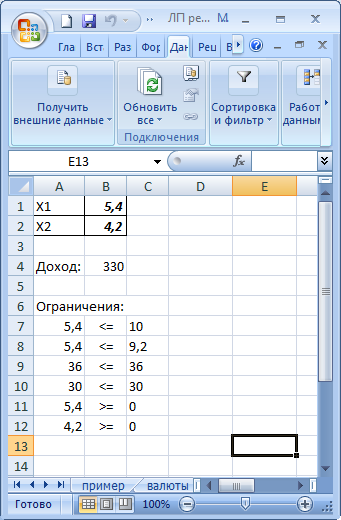 ЛП ре... М
Гла Вст Раз Фор Дан Рец В
Получить внешние данные
Обновить все
Сортировка и фильтр
Работ данным
Подключения
E13 fx
A B C D E
1 X1 5,4
2 X2 4,2
3
4 Доход: 330
5
6 Ограничения:
7 5,4 <= 10
8 5,4 <= 9,2
9 36 <= 36
10 30 <= 30
11 5,4 >= 0
12 4,2 >= 0
13
14
пример валюты
Готово 100%